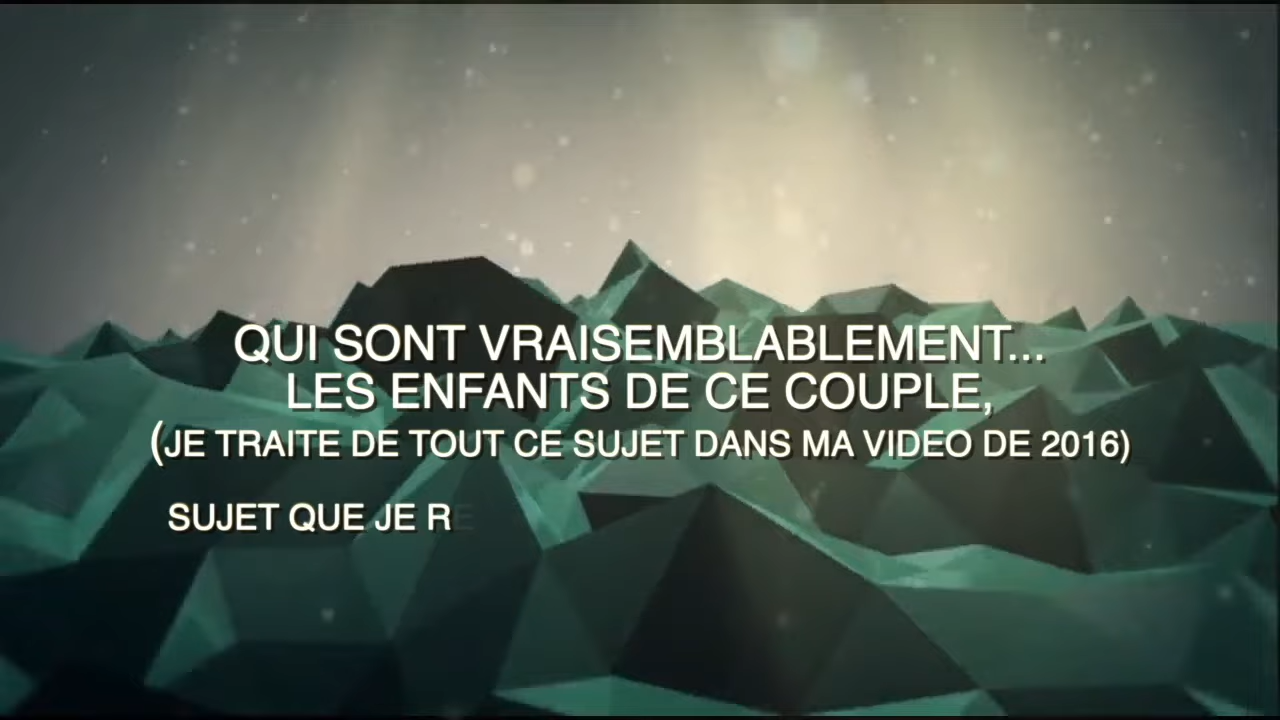 QUI SONT VRAISEMBLABLEMENT...
LES ENFANTS DE CE COUPLE,
(JE TRAITE DE TOUT CE SUJET DANS MA VIDEO DE 2016)
SUJET QUE JE RE